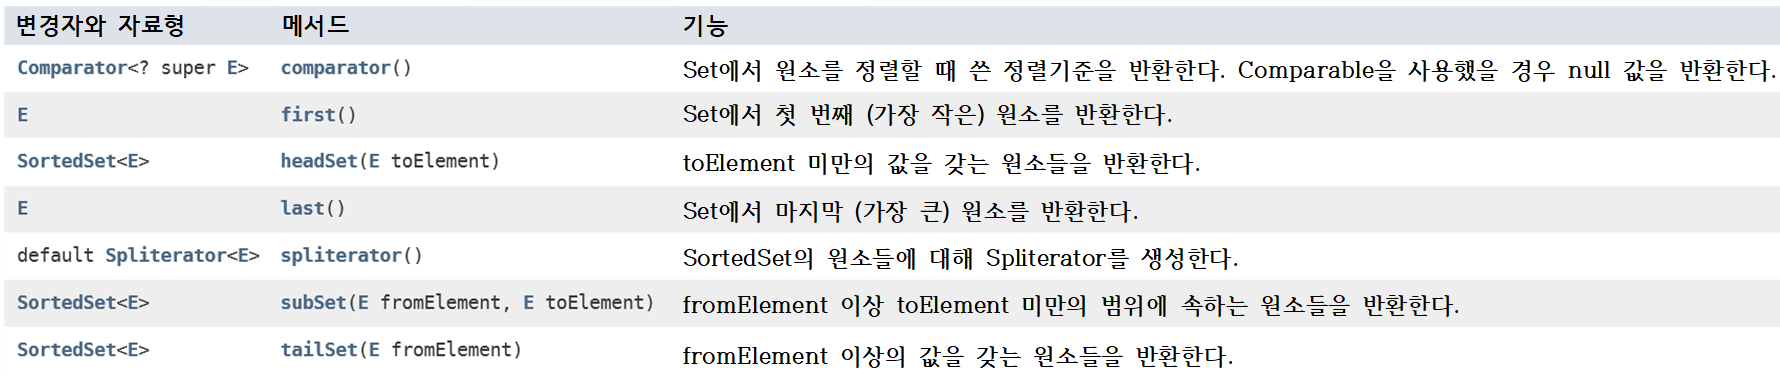 변경자와 자료형 메서드 기능
Comparator<? super E> comparator() Set에서 원소를 정렬할 때 쓴 정렬기준을 반환한다. Comparable을 사용했을 경우 null 값을 반환한다.
E first() Set에서 첫 번째 (가장 작은) 원소를 반환한다.
SortedSet<E> headSet(E toElement) toElement 미만의 값을 갖는 원소들을 반환한다.
E last() Set에서 마지막 (가장 큰) 원소를 반환한다.
default Spliterator<E> spliterator() SortedSet의 원소들에 대해 Spliterator를 생성한다.
SortedSet<E> subSet(E fromElement, E toElement) fromElement 이상 toElement 미만의 범위에 속하는 원소들을 반환한다.
SortedSet<E> tailSet(E fromElement) fromElement 이상의 값을 갖는 원소들을 반환한다.